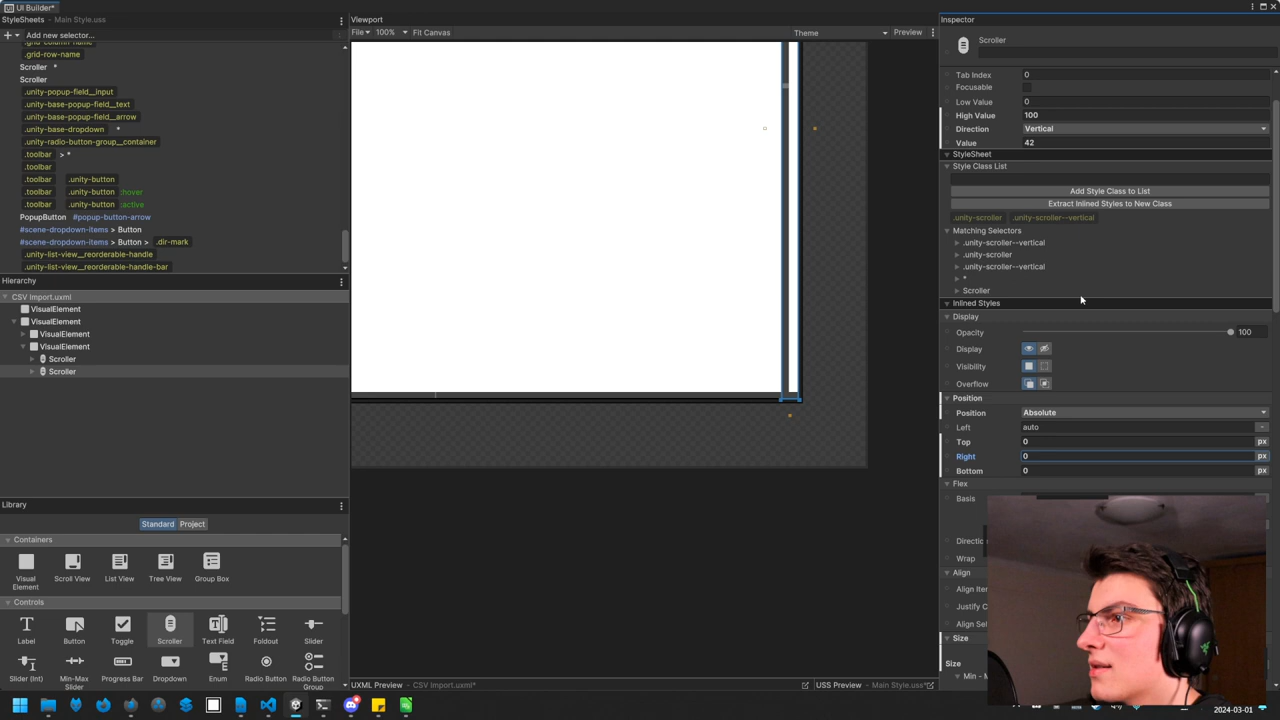 UI Builder*
StyleSheets - Main Style.uss
Add new selector...
.grid-row-name
Scroller *
Scroller
.unity-popup-field__input
.unity-base-popup-field__text
.unity-base-popup-field__arrow
.unity-base-dropdown *
.unity-radio-button-group__container
.toolbar > *
.toolbar
.toolbar .unity-button
.toolbar .unity-button :hover
.toolbar .unity-button :active
PopupButton #popup-button-arrow
#scene-dropdown-items > Button
#scene-dropdown-items > Button > .dir-mark
.unity-list-view__reorderable-handle
.unity-list-view__reorderable-handle-bar
Hierarchy
CSV Import.uxml
VisualElement
VisualElement
VisualElement
VisualElement
Scroller
Scroller
Library
Standard Project
Containers
Visual Element
Scroll View
List View
Tree View
Group Box
Controls
Label
Button
Toggle
Scroller
Text Field
Foldout
Slider
Slider (Int)
Min-Max Slider
Progress Bar
Dropdown
Enum
Radio Button
Radio Button Group
Viewport
File 100% Fit Canvas
Theme
Preview
UXML Preview - CSV Import.uxml*
USS Preview - Main Style.uss*
Inspector
Scroller
Tab Index 0
Focusable
Low Value 0
High Value 100
Direction Vertical
Value 42
StyleSheet
Style Class List
Add Style Class to List
Extract Inlined Styles to New Class
.unity-scroller .unity-scroller--vertical
Matching Selectors
.unity-scroller--vertical
.unity-scroller
.unity-scroller--vertical
*
Scroller
Inlined Styles
Display
Opacity 100
Display
Visibility
Overflow
Position
Position Absolute
Left auto -
Top 0 px
Right 0 px
Bottom 0 px
Flex
Basis
Wrap
Align
Size
Size
2024-03-01